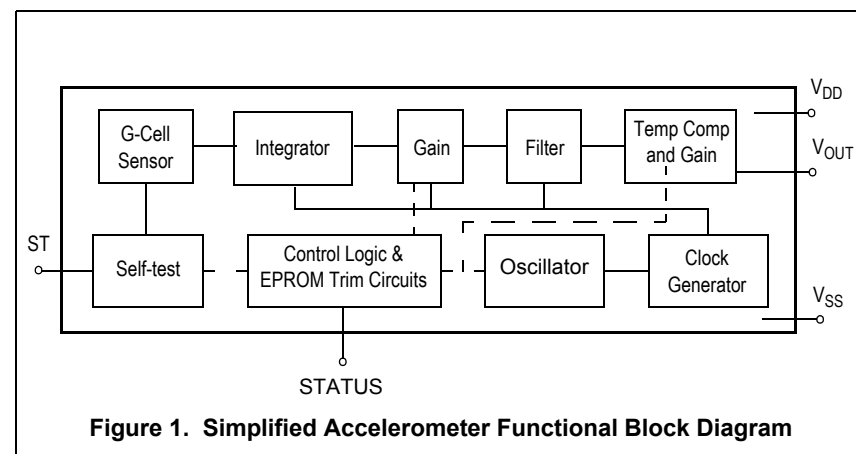 V_DD
G-Cell
Sensor
Integrator
Gain
Filter
Temp Comp
and Gain
V_OUT
ST
Self-test
Control Logic &
EPROM Trim Circuits
Oscillator
Clock
Generator
V_SS
STATUS
Figure 1. Simplified Accelerometer Functional Block Diagram